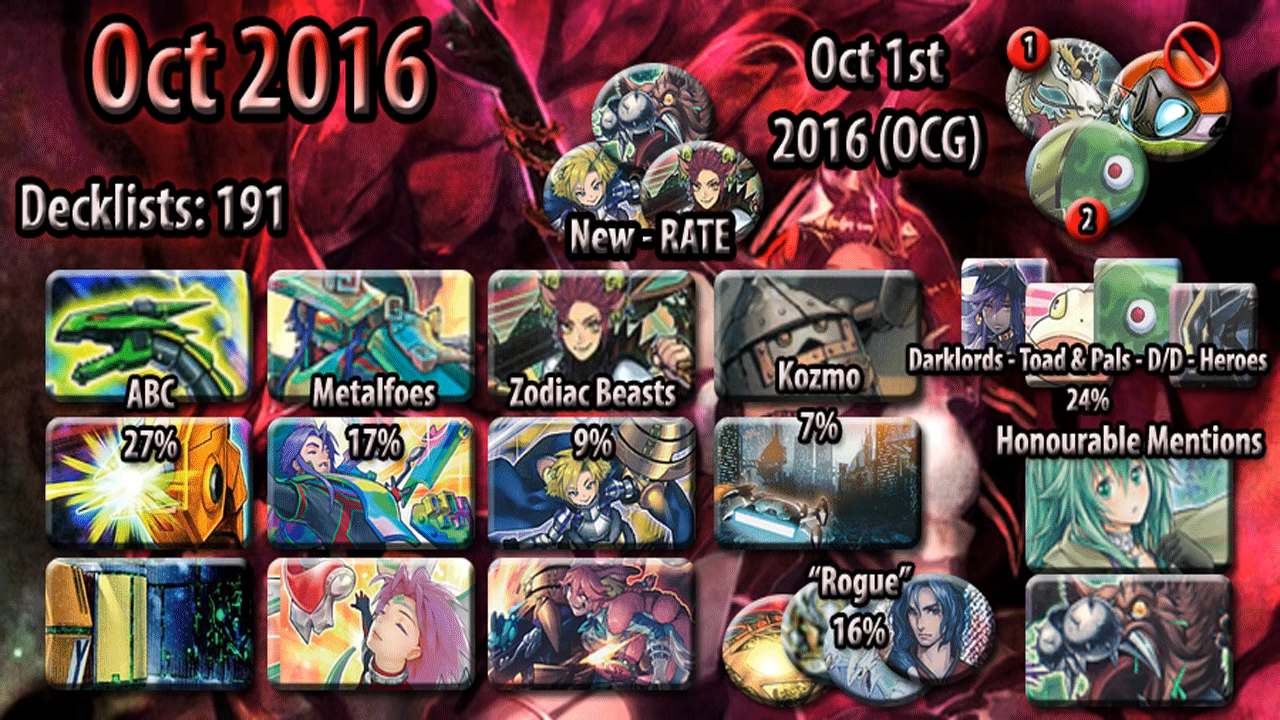 Oct 2016
Oct 1st
2016 (OCG)
1
2
Decklists: 191
New - RATE
ABC
27%
Metalfoes
17%
Zodiac Beasts
9%
Kozmo
7%
Darklords - Toad & Pals - D/D - Heroes
24%
Honourable Mentions
“Rogue”
16%